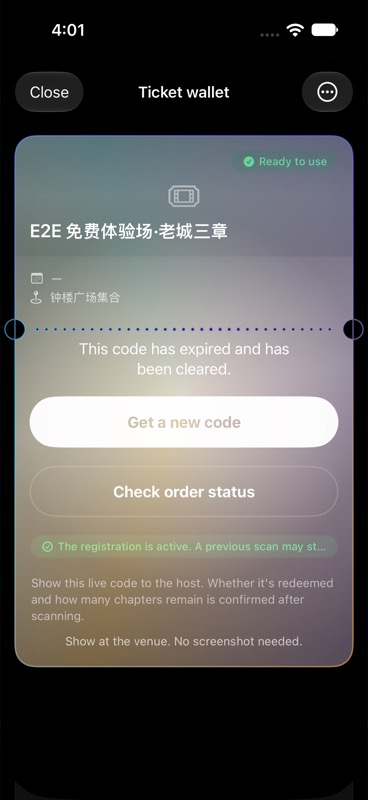 4:01
Close
Ticket wallet
Ready to use
E2E 免费体验场·老城三章
—
钟楼广场集合
This code has expired and has
been cleared.
Get a new code
Check order status
The registration is active. A previous scan may st...
Show this live code to the host. Whether it's redeemed
and how many chapters remain is confirmed after
scanning.
Show at the venue. No screenshot needed.